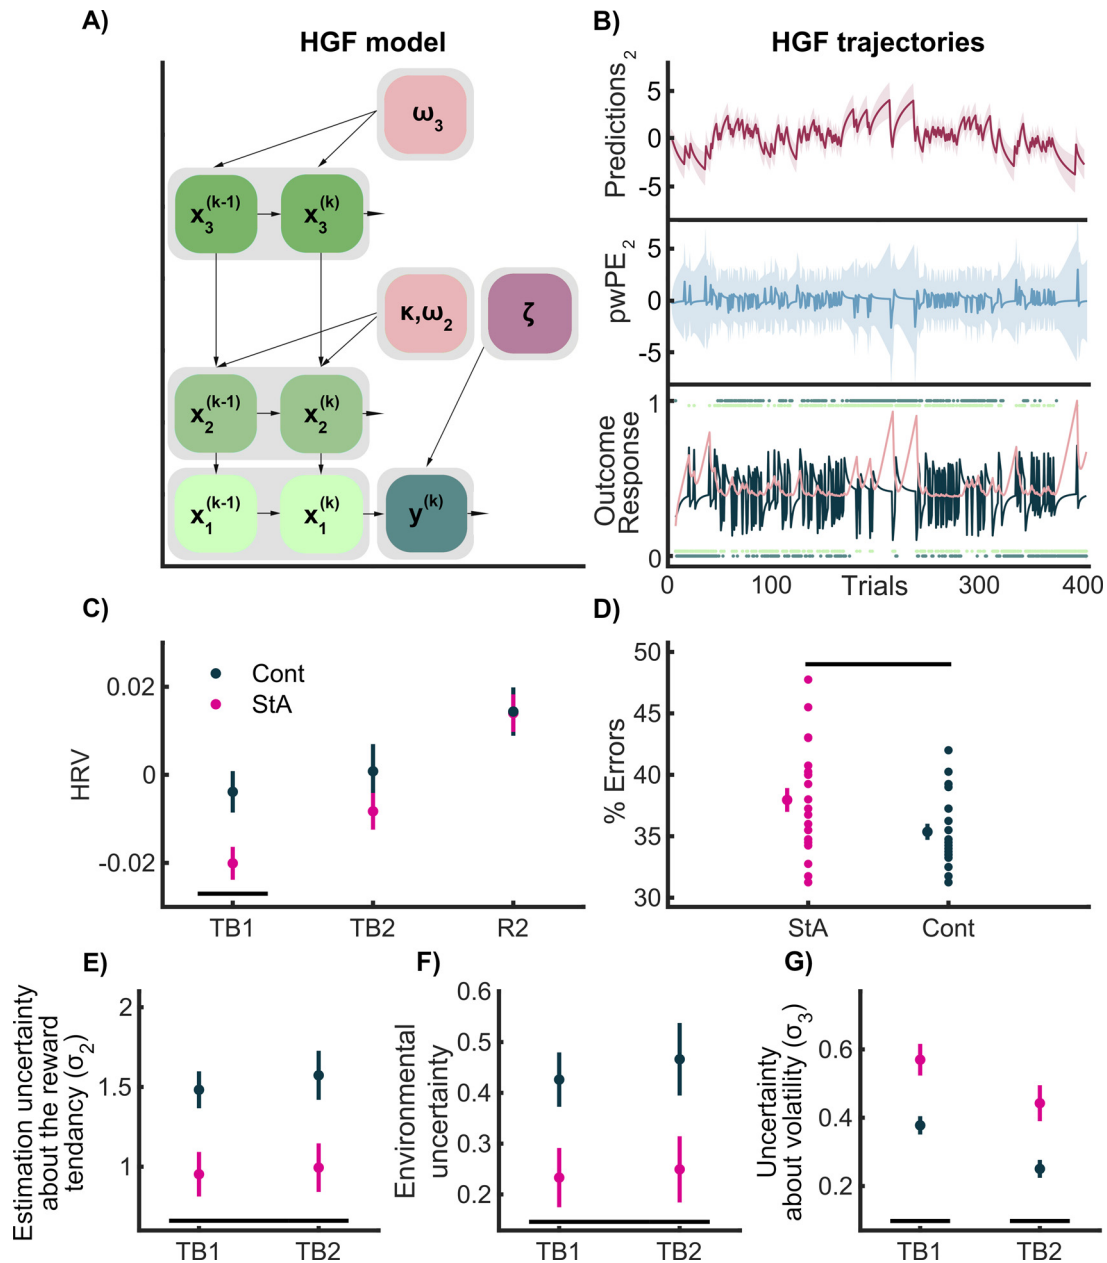 A)
HGF model
ω3
x3(k-1)
x3(k)
κ,ω2
ζ
x2(k-1)
x2(k)
x1(k-1)
x1(k)
y(k)
B)
HGF trajectories
Predictions2
5
0
-5
pwPE2
5
0
-5
Outcome
Response
1
0
0
100
Trials
300
400
C)
HRV
0.02
0
-0.02
Cont
StA
TB1
TB2
R2
D)
% Errors
50
45
40
35
30
StA
Cont
E)
Estimation uncertainty
about the reward
tendancy (σ2)
2
1.5
1
TB1
TB2
F)
Environmental
uncertainty
0.6
0.5
0.4
0.3
0.2
TB1
TB2
G)
Uncertainty
about volatility (σ3)
0.6
0.4
0.2
TB1
TB2